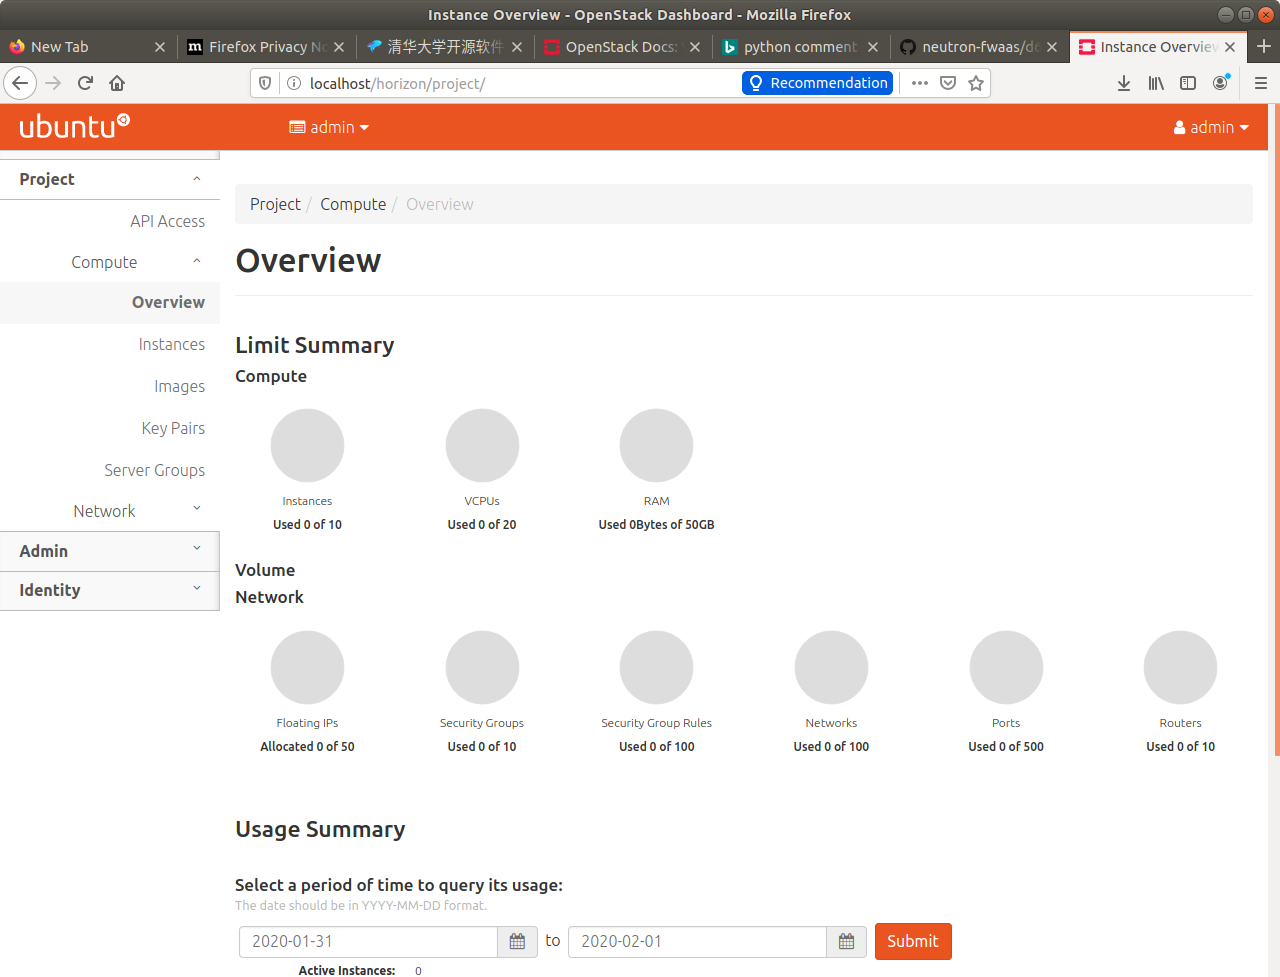 Instance Overview - OpenStack Dashboard - Mozilla Firefox
New Tab
Firefox Privacy
清华大学开源软件
OpenStack Docs:
python comment
neutron-fwaas/d
Instance Overview
localhost/horizon/project/
Recommendation
ubuntu
admin
admin
Project
API Access
Compute
Overview
Instances
Images
Key Pairs
Server Groups
Network
Admin
Identity
Project / Compute / Overview
Overview
Limit Summary
Compute
Instances
Used 0 of 10
VCPUs
Used 0 of 20
RAM
Used 0Bytes of 50GB
Volume
Network
Floating IPs
Allocated 0 of 50
Security Groups
Used 0 of 10
Security Group Rules
Used 0 of 100
Networks
Used 0 of 100
Ports
Used 0 of 500
Routers
Used 0 of 10
Usage Summary
Select a period of time to query its usage:
The date should be in YYYY-MM-DD format.
2020-01-31 to 2020-02-01 Submit
Active Instances: 0